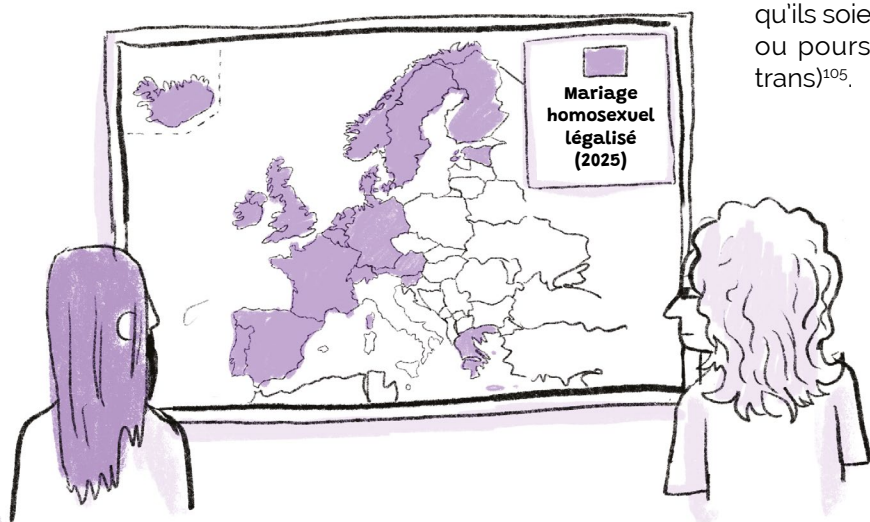 qu'ils soie
ou pours
trans)¹⁰⁵.
Mariage
homosexuel
légalisé
(2025)